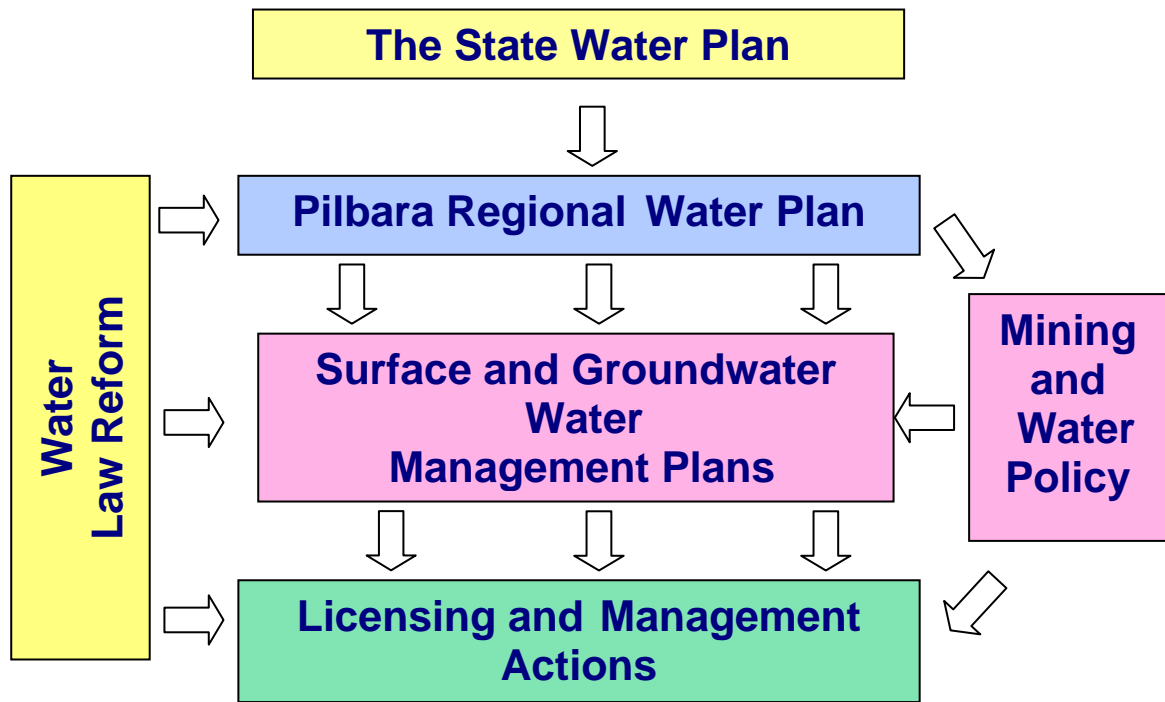 The State Water Plan
Pilbara Regional Water Plan
Water
Law Reform
Surface and Groundwater
Water
Management Plans
Mining
and
Water
Policy
Licensing and Management
Actions